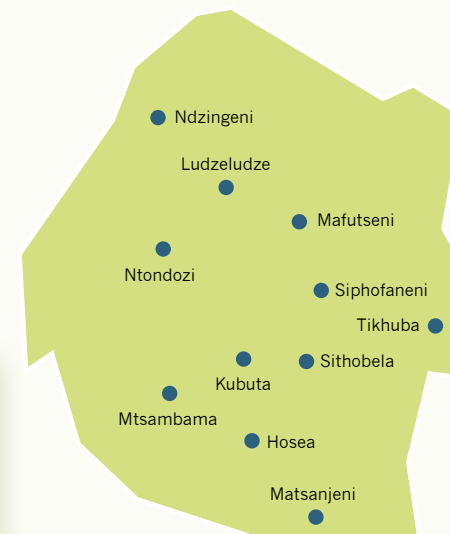 Ndzingeni
Ludzeludze
Mafutseni
Ntondozi
Siphofaneni
Tikhuba
Sithobela
Kubuta
Mtsambama
Hosea
Matsanjeni